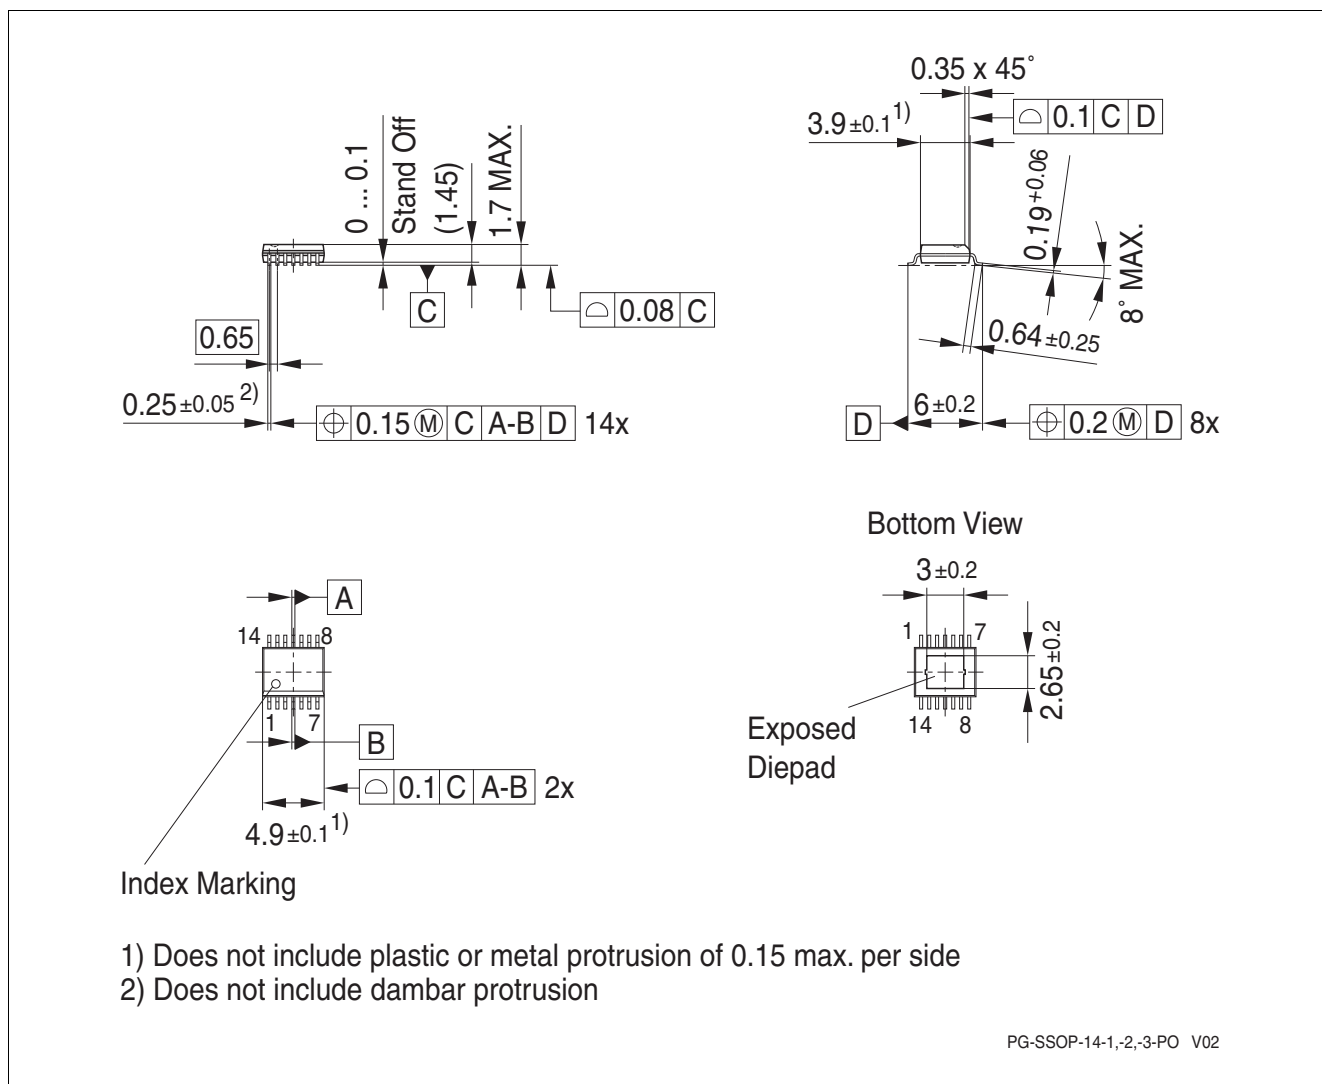 0 ... 0.1
Stand Off
(1.45)
1.7 MAX.
C
0.08 C
0.65
0.25 ±0.05 2)
0.15 Ⓜ C A-B D 14x
0.35 x 45°
3.9 ±0.1 1)
0.1 C D
0.19 +0.06
8° MAX.
0.64 ±0.25
D
6 ±0.2
0.2 Ⓜ D 8x
A
14 8
1 7
B
0.1 C A-B 2x
4.9 ±0.1 1)
Index Marking
Bottom View
3 ±0.2
1 7
2.65 ±0.2
14 8
Exposed
Diepad
1) Does not include plastic or metal protrusion of 0.15 max. per side
2) Does not include dambar protrusion
PG-SSOP-14-1,-2,-3-PO V02